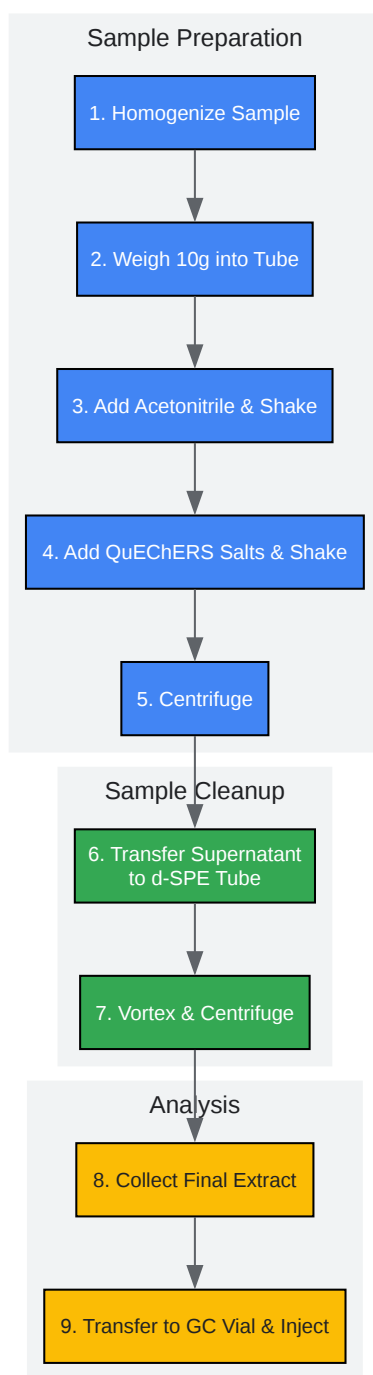 Sample Preparation
1. Homogenize Sample
2. Weigh 10g into Tube
3. Add Acetonitrile & Shake
4. Add QuEChERS Salts & Shake
5. Centrifuge
Sample Cleanup
6. Transfer Supernatant
to d-SPE Tube
7. Vortex & Centrifuge
Analysis
8. Collect Final Extract
9. Transfer to GC Vial & Inject